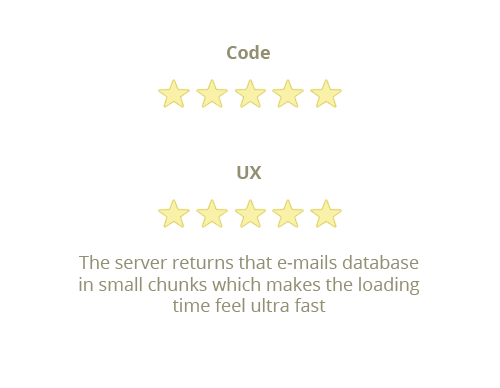 Code
UX
The server returns that e-mails database
in small chunks which makes the loading
time feel ultra fast